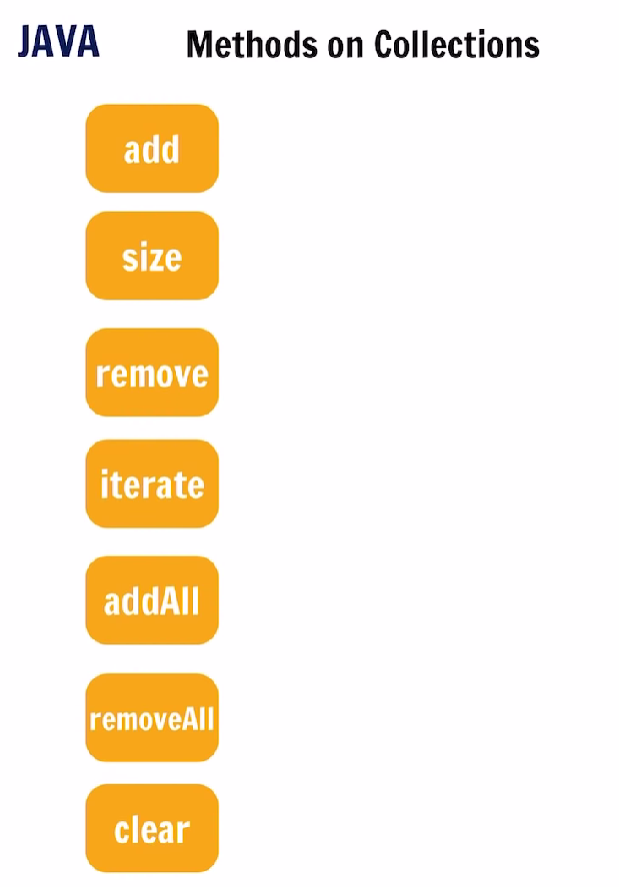 JAVA
Methods on Collections
add
size
remove
iterate
addAll
removeAll
clear